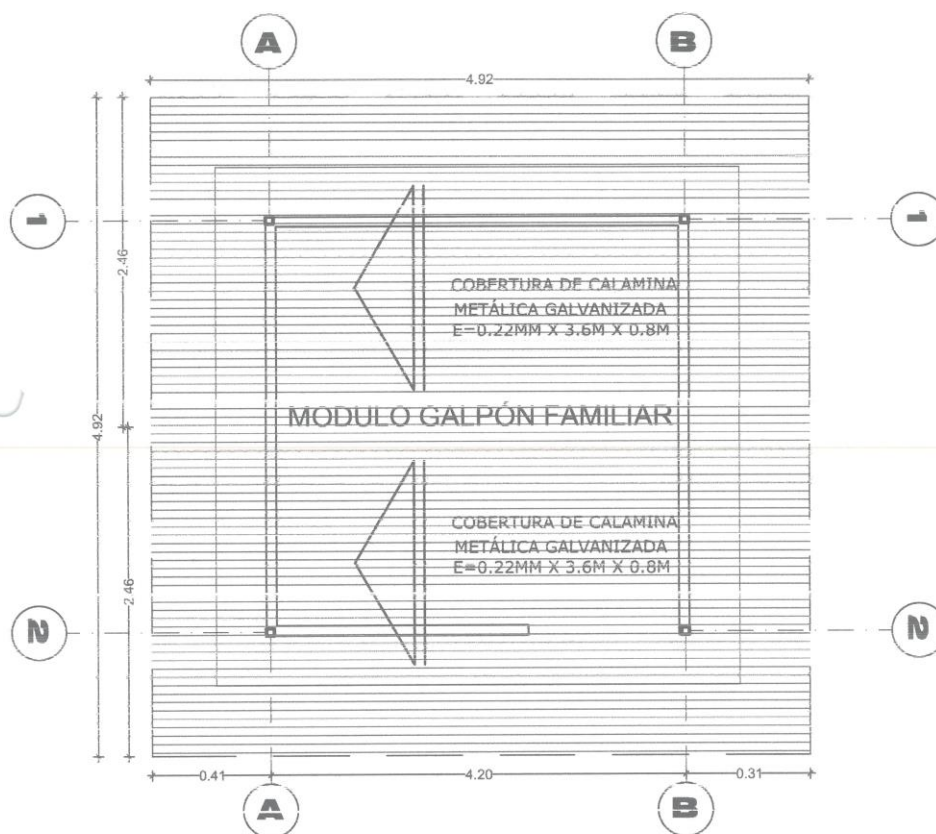 A
B
4.92
1
1
2.46
COBERTURA DE CALAMINA
METÁLICA GALVANIZADA
E=0.22MM X 3.6M X 0.8M
4.92
MODULO GALPÓN FAMILIAR
COBERTURA DE CALAMINA
METÁLICA GALVANIZADA
E=0.22MM X 3.6M X 0.8M
2.46
2
2
0.41
4.20
0.31
A
B